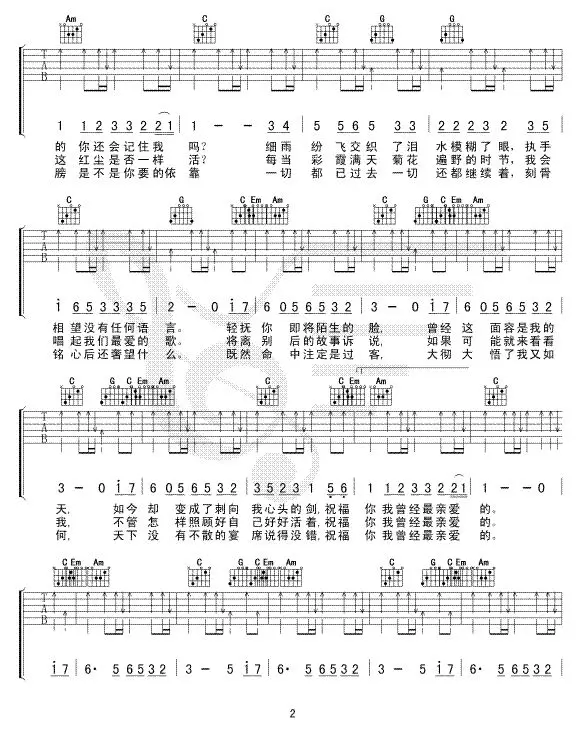 Am C C G G
T A B
1 1 2 3 3 2 2 1 | 1 - - 3 4 | 5 5 6 5 3 3 | 1 2 3 3 2 3 5
的 你还会记住我 吗? 细雨 纷 飞交织了泪 水模糊了眼,执手
这红尘是否一样 活? 每当 彩霞满天 菊花 遍野的时节,我会
膀是不是你要的依 靠 一切 都 已过去 一切 还都继续着,刻骨
C G C Em Am C G C Em Am
T A B
1 6 5 3 3 3 3 5 | 2 - 0 1 7 | 6 0 5 6 5 3 2 | 3 - 0 1 7 | 6 0 5 6 5 3 2
相望没有任何语 言。 轻抚 你 即将陌生的 脸, 曾经 这 面容是我的
唱起我们最爱的 歌。 将离 别 后的故事诉 说, 如果 可 能就来看看
铭心后还奢望什 么。 既然 命 中注定是过 客, 大彻 大 悟了我又如
C G C Em Am C G C Em Am
T A B
3 - 0 1 7 | 6 0 5 6 5 3 2 | 3 5 2 3 1 5 6 | 1 1 2 3 2 2 1 | 1 - - 0
天, 如今 却 变成了刺向 我心头的剑,祝福 你我曾经最亲爱 的。
我, 不管 怎 样照顾好自 己好好活着,祝福 你我曾经最亲爱 的。
何, 天下 没 有不散的宴 席说得没错,祝福 你我曾经最亲爱 的。
C Em Am C G C Em Am C G
T A B
1 7 | 6· 5 6 5 3 2 | 3 - 5 1 7 | 6· 5 6 5 3 2 | 3 - 5 1 7
2